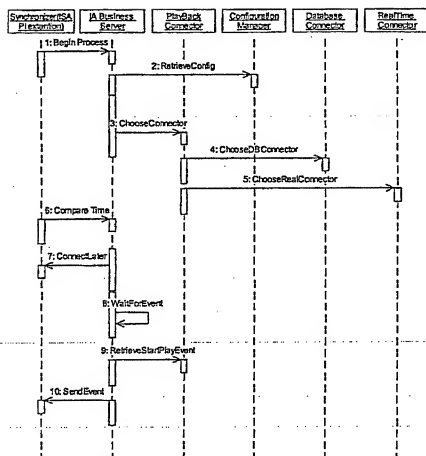 Synchronizer(SA
PI extention)
IA Business
Server
PlayBack
Connector
Configuration
Manager
Database
Connector
RealTime
Connector
1: Begin Process
2: RetrieveConfig
3: ChooseConnector
4: ChooseDBConnector
5: ChooseRealConnector
6: Compare Time
7: ConnectLater
8: WaitForEvent
9: RetrieveStartPlayEvent
10: SendEvent